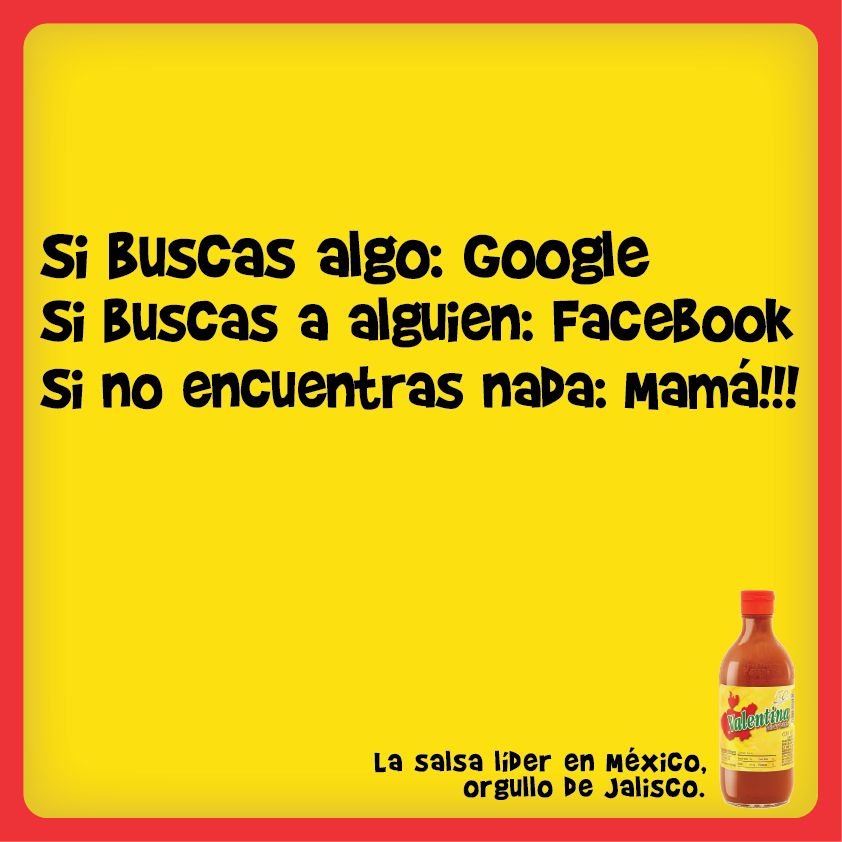 Si Buscas algo: Google
Si Buscas a alguien: Facebook
Si no encuentras nada: Mamá!!!
Valentina
La salsa líder en México,
orgullo de Jalisco.